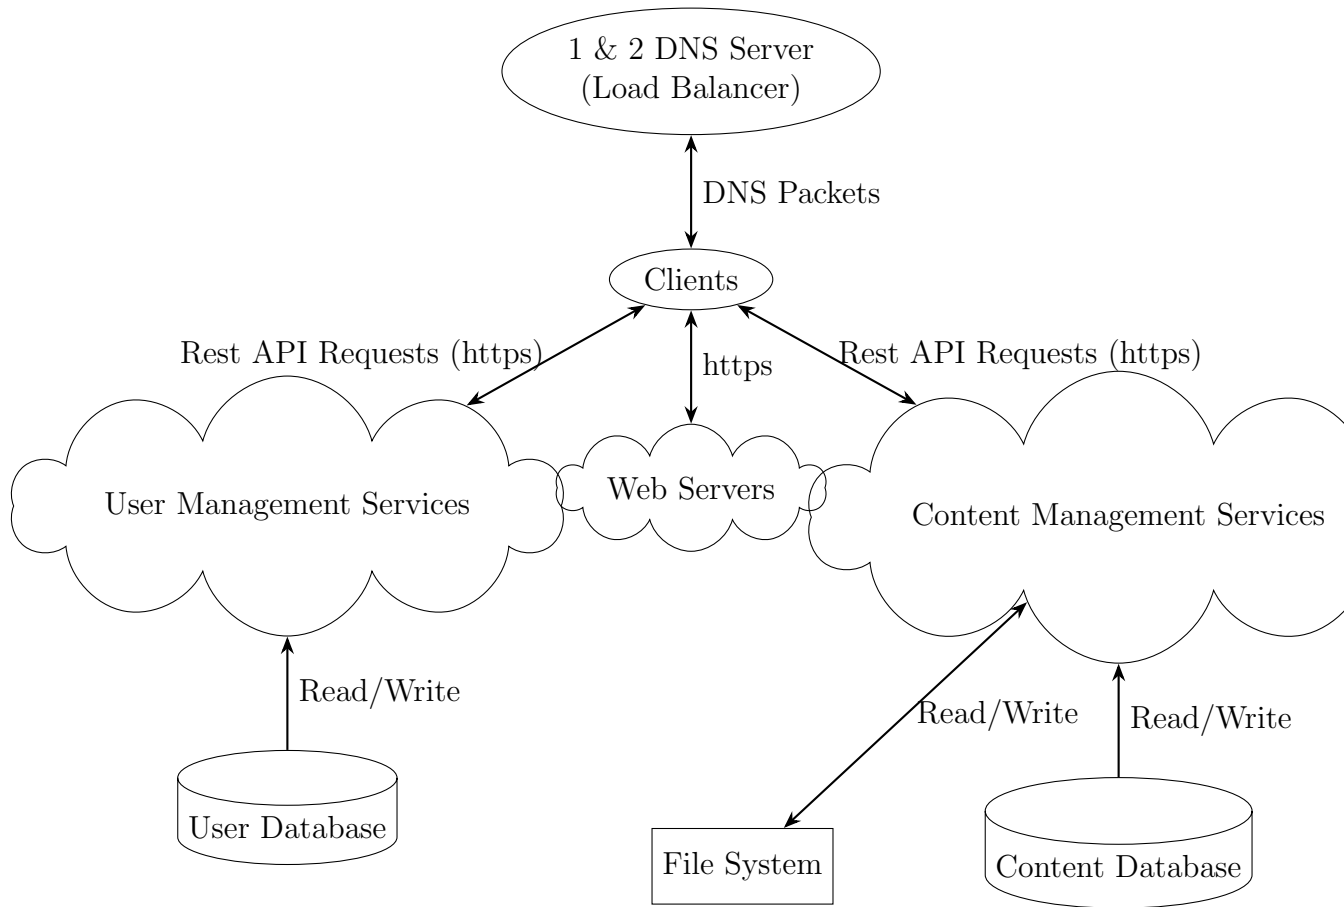 1 & 2 DNS Server
(Load Balancer)
DNS Packets
Clients
Rest API Requests (https)
https
Rest API Requests (https)
User Management Services
Web Servers
Content Management Services
Read/Write
Read/Write
Read/Write
User Database
File System
Content Database